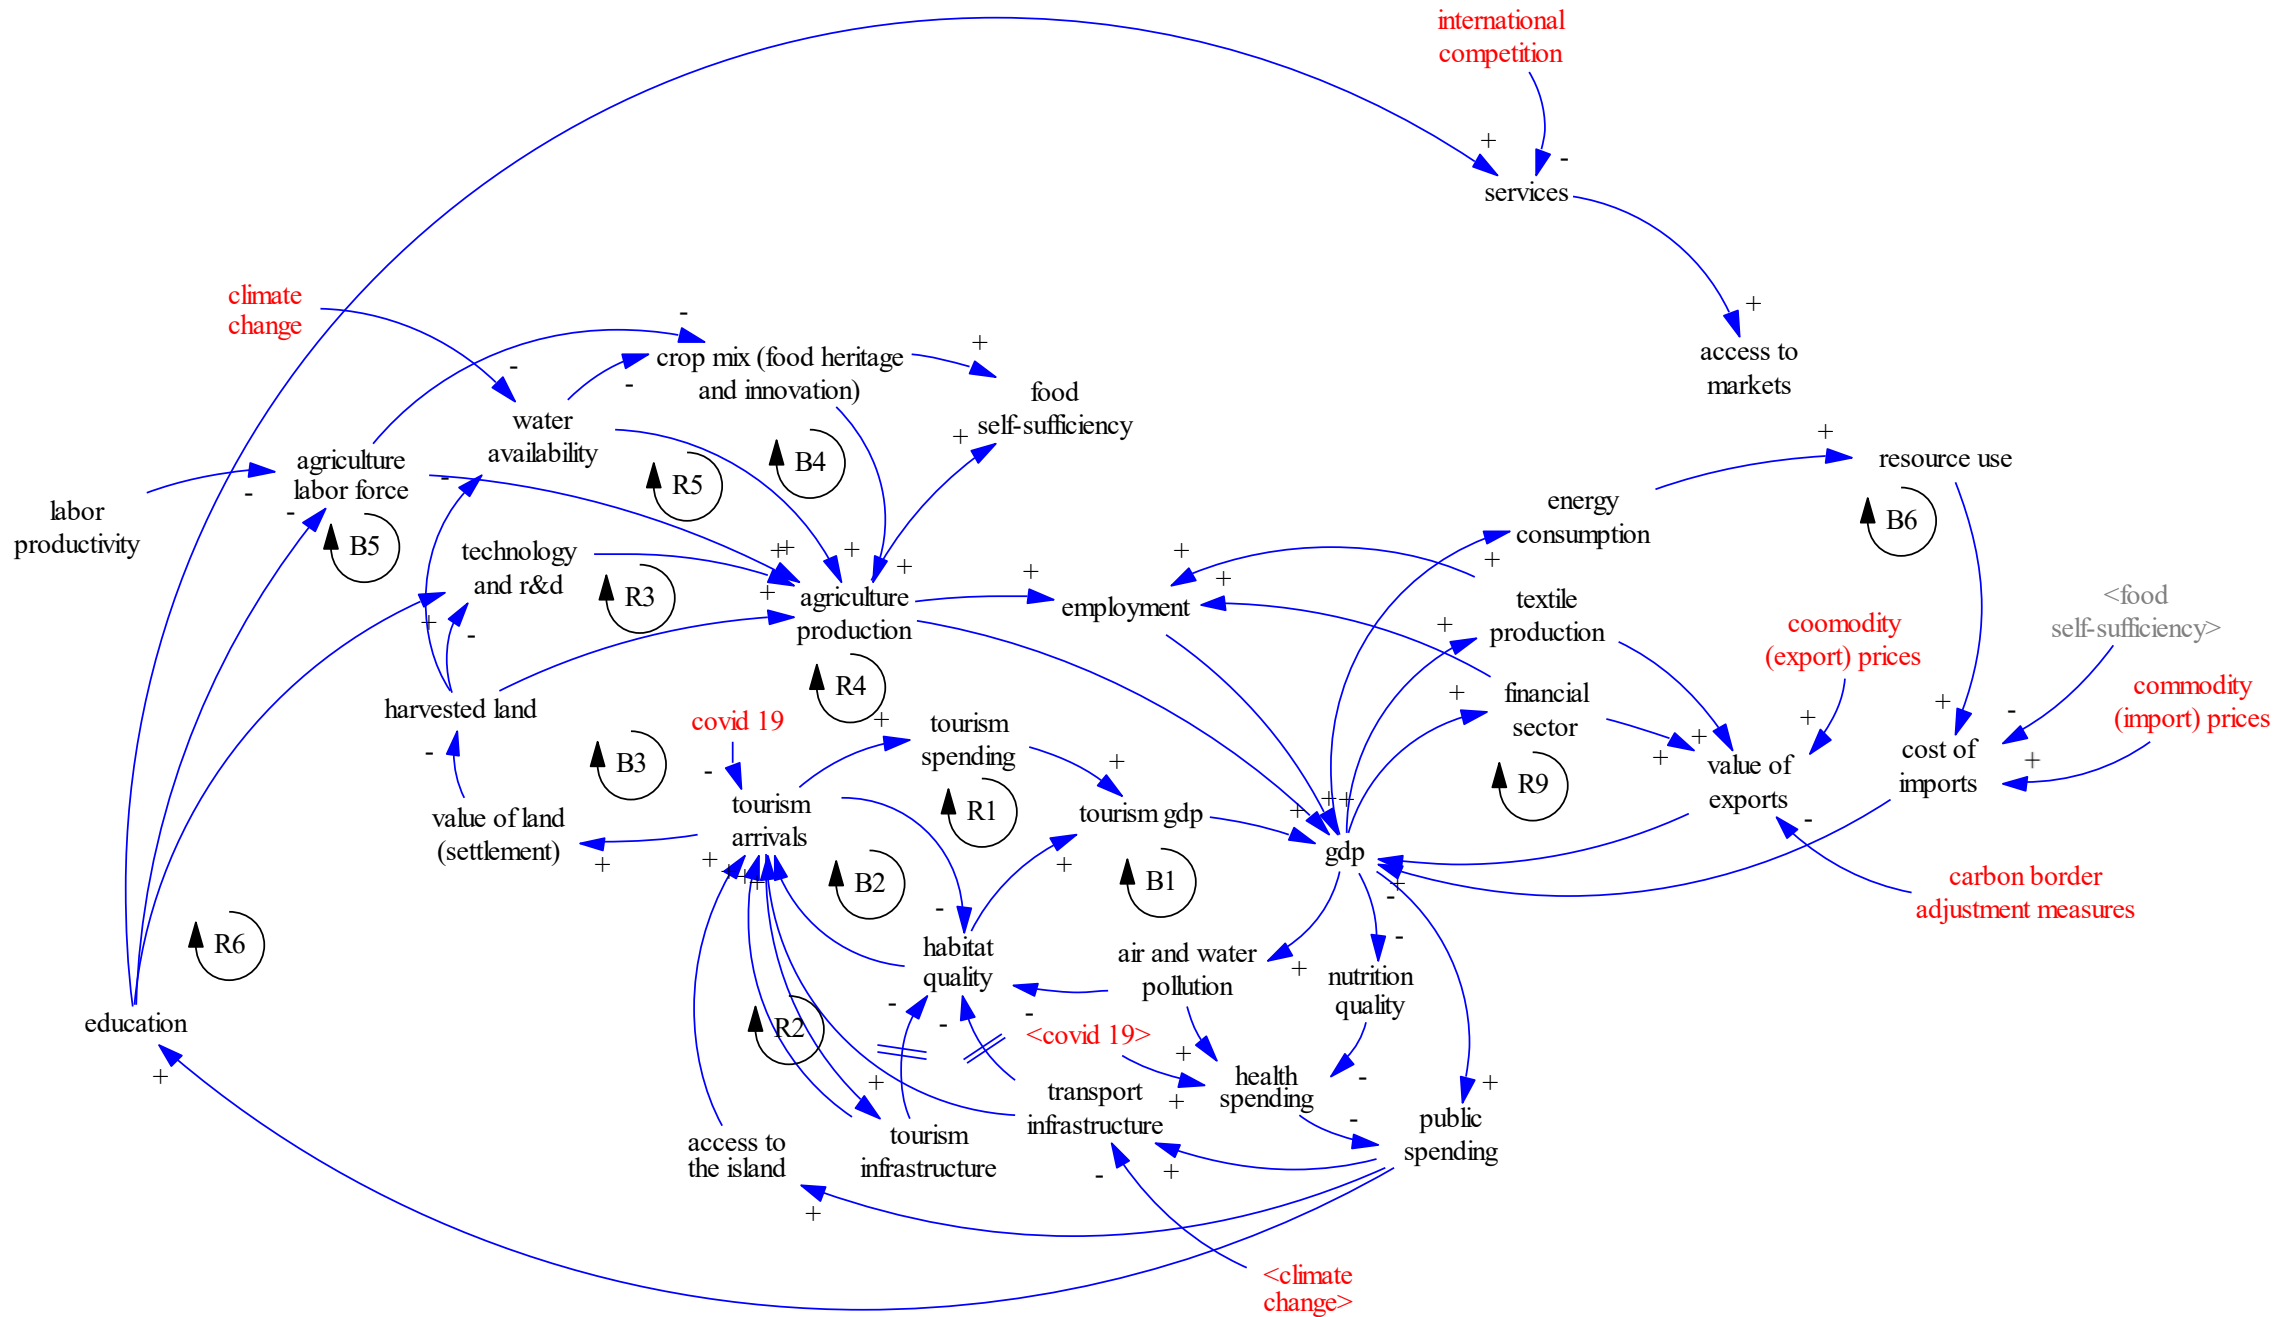 international
competition
services
climate
change
access to
markets
crop mix (food heritage
and innovation)
food
self-sufficiency
water
availability
agriculture
labor force
labor
productivity
B5
R5
B4
technology
and r&d
R3
agriculture
production
employment
energy
consumption
resource use
B6
textile
production
<food
self-sufficiency>
coomodity
(export) prices
commodity
(import) prices
financial
sector
harvested land
R4
covid 19
tourism
spending
B3
R1
R9
value of
exports
cost of
imports
value of land
(settlement)
tourism
arrivals
tourism gdp
gdp
B2
B1
carbon border
adjustment measures
R6
habitat
quality
air and water
pollution
nutrition
quality
education
R2
<covid 19>
health
spending
transport
infrastructure
public
spending
access to
the island
tourism
infrastructure
<climate
change>